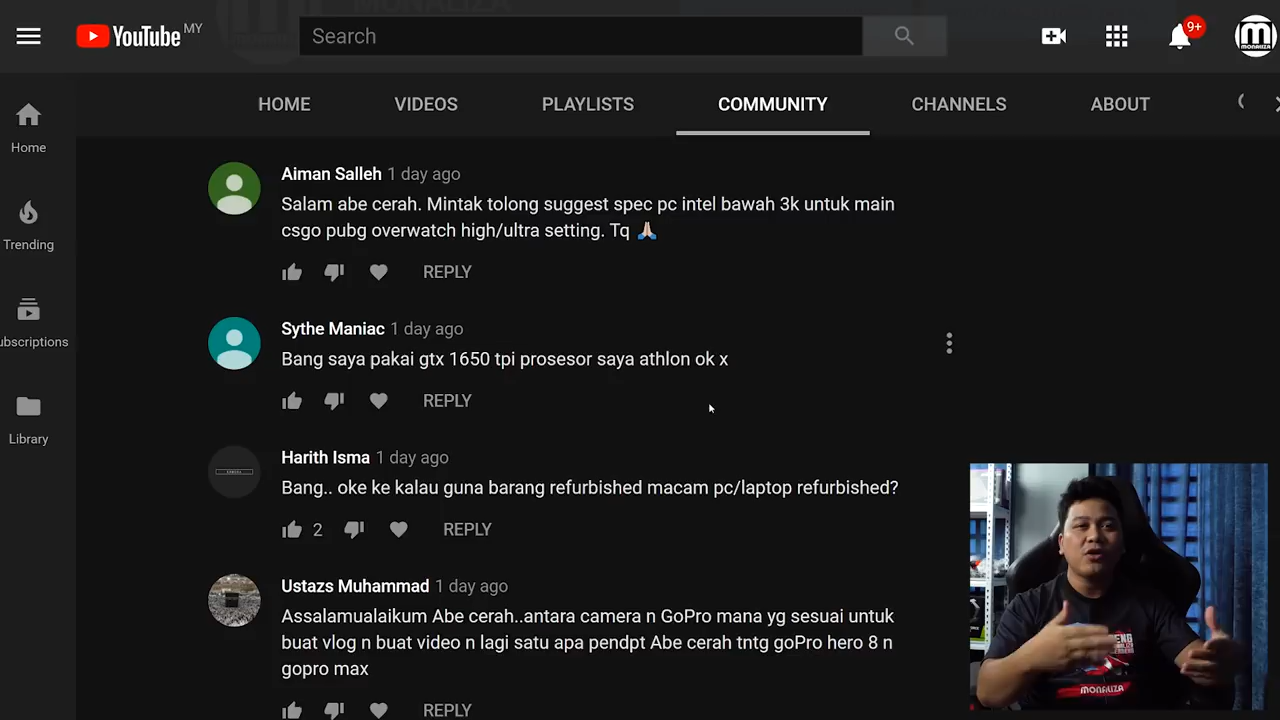 MONALIZA
YouTube MY
Search
9+
MONALIZA
HOME
VIDEOS
PLAYLISTS
COMMUNITY
CHANNELS
ABOUT
Home
Trending
ubscriptions
Library
Aiman Salleh 1 day ago
Salam abe cerah. Mintak tolong suggest spec pc intel bawah 3k untuk main
csgo pubg overwatch high/ultra setting. Tq 🙏🏻
REPLY
Sythe Maniac 1 day ago
Bang saya pakai gtx 1650 tpi prosesor saya athlon ok x
REPLY
Harith Isma 1 day ago
Bang.. oke ke kalau guna barang refurbished macam pc/laptop refurbished?
2 REPLY
Ustazs Muhammad 1 day ago
Assalamualaikum Abe cerah..antara camera n GoPro mana yg sesuai untuk
buat vlog n buat video n lagi satu apa pendpt Abe cerah tntg goPro hero 8 n
gopro max
REPLY
MONALIZA